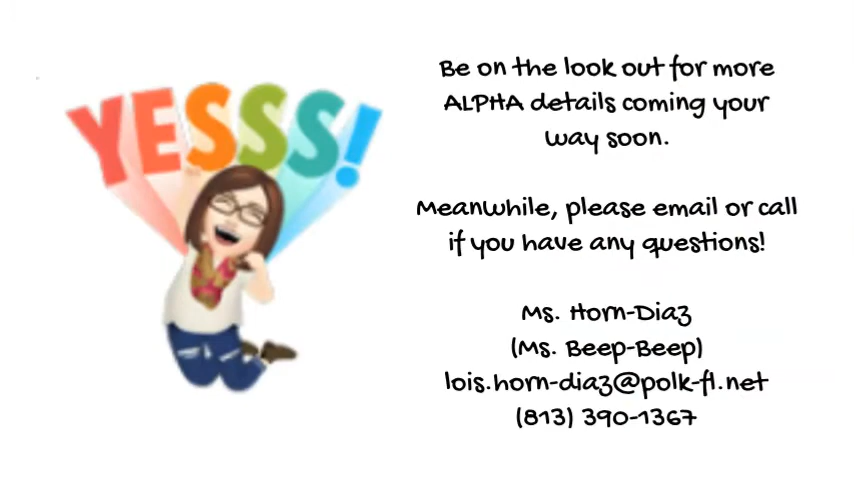 YESSS!
Be on the look out for more
ALPHA details coming your
way soon.
Meanwhile, please email or call
if you have any questions!
Ms. Horn-Diaz
(Ms. Beep-Beep)
lois.horn-diaz@polk-fl.net
(813) 390-1367